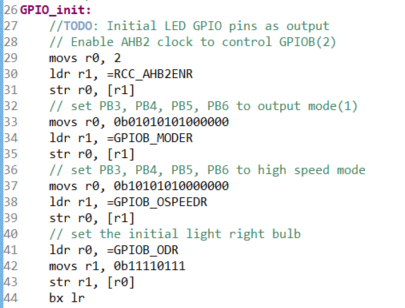 26 GPIO_init:
27 //TODO: Initial LED GPIO pins as output
28 // Enable AHB2 clock to control GPIOB(2)
29 movs r0, 2
30 ldr r1, =RCC_AHB2ENR
31 str r0, [r1]
32 // set PB3, PB4, PB5, PB6 to output mode(1)
33 movs r0, 0b01010101000000
34 ldr r1, =GPIOB_MODER
35 str r0, [r1]
36 // set PB3, PB4, PB5, PB6 to high speed mode
37 movs r0, 0b10101010000000
38 ldr r1, =GPIOB_OSPEEDR
39 str r0, [r1]
40 // set the initial light right bulb
41 ldr r0, =GPIOB_ODR
42 movs r1, 0b11110111
43 str r1, [r0]
44 bx lr